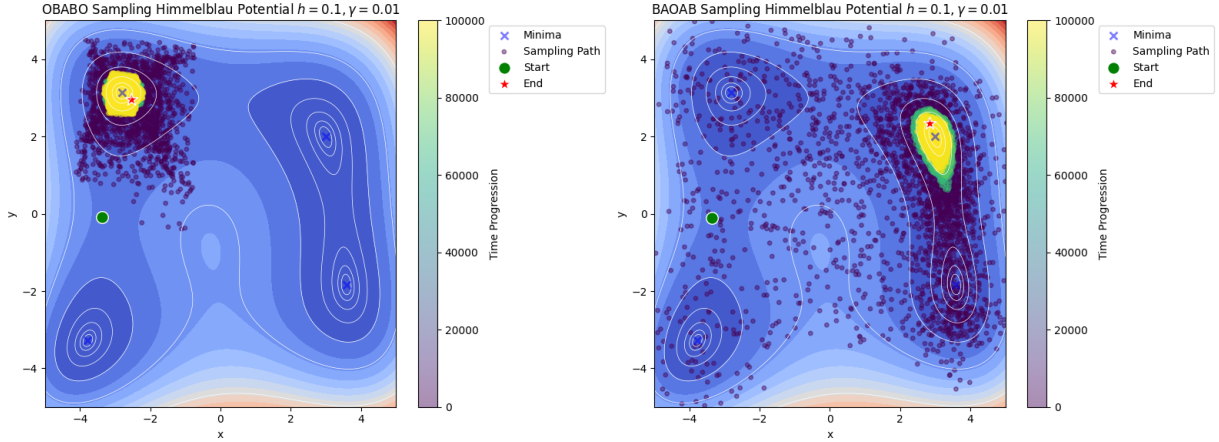 OBABO Sampling Himmelblau Potential h = 0.1, γ = 0.01
4
2
0
−2
−4
y
−4
−2
0
2
4
x
100000
80000
60000
40000
20000
0
Time Progression
Minima
Sampling Path
Start
End
BAOAB Sampling Himmelblau Potential h = 0.1, γ = 0.01
4
2
0
−2
−4
y
−4
−2
0
2
4
x
100000
80000
60000
40000
20000
0
Time Progression
Minima
Sampling Path
Start
End